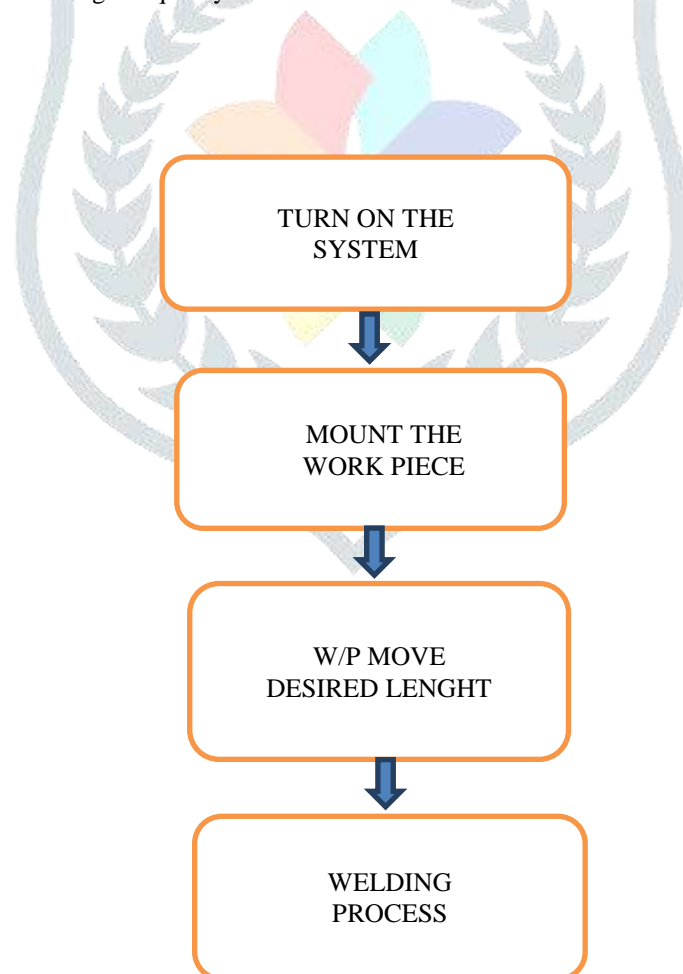 TURN ON THE
SYSTEM
MOUNT THE
WORK PIECE
W/P MOVE
DESIRED LENGHT
WELDING
PROCESS